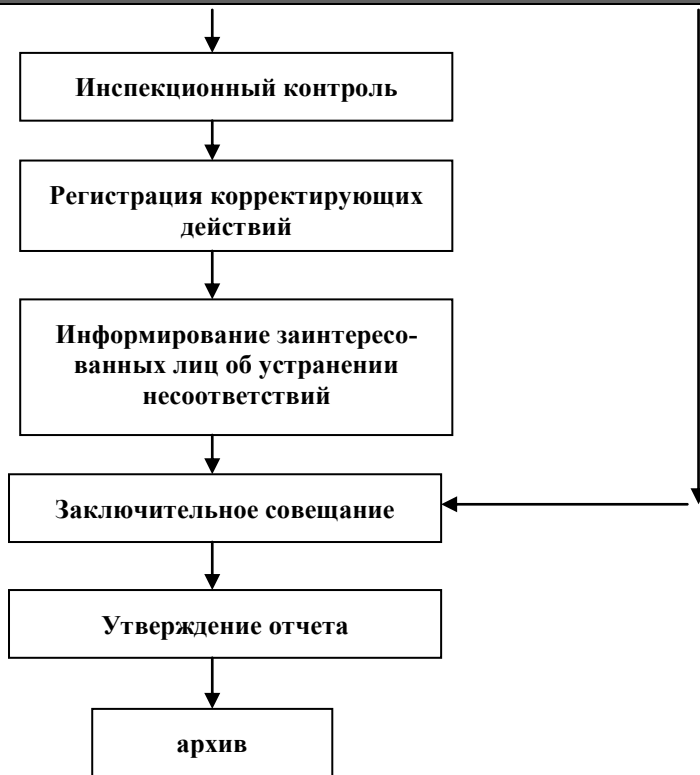 Инспекционный контроль
Регистрация корректирующих
действий
Информирование заинтересо-
ванных лиц об устранении
несоответствий
Заключительное совещание
Утверждение отчета
архив